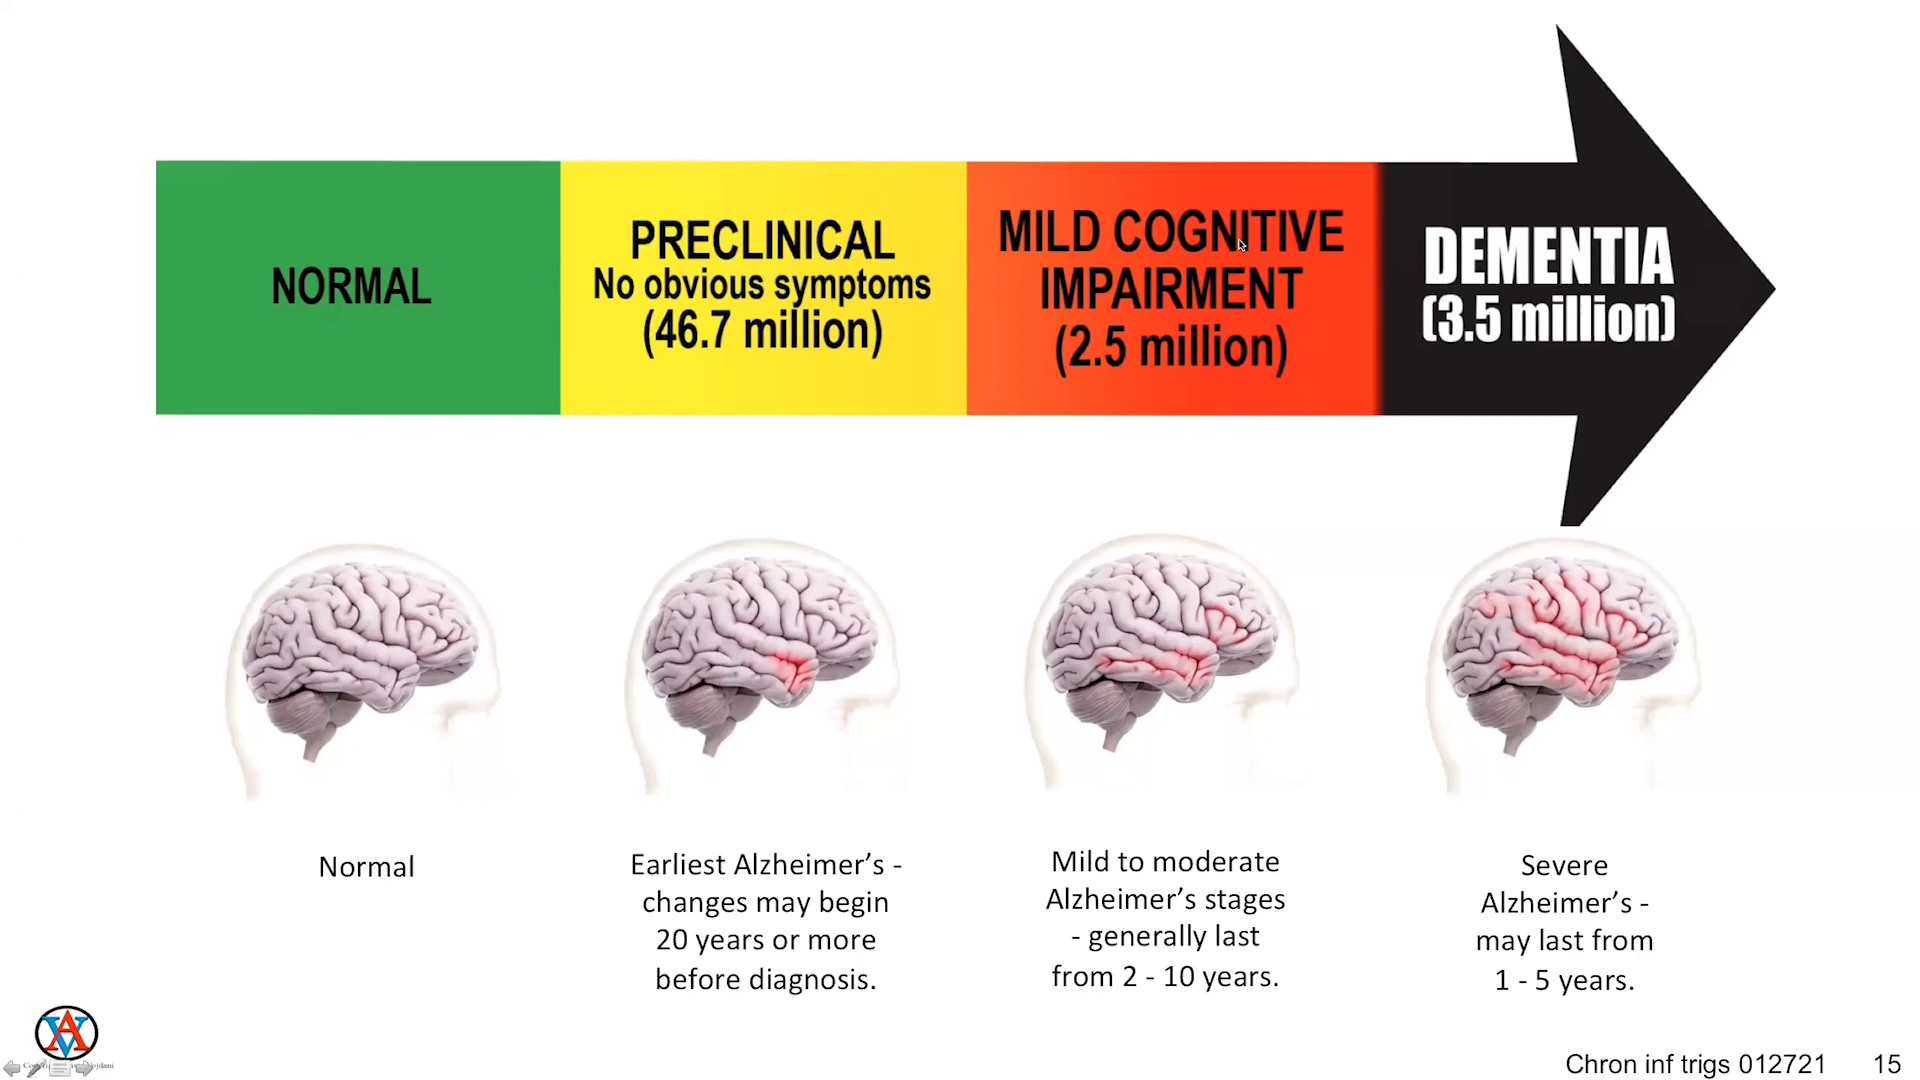 NORMAL
PRECLINICAL
No obvious symptoms
(46.7 million)
MILD COGNITIVE
IMPAIRMENT
(2.5 million)
DEMENTIA
(3.5 million)
Normal
Earliest Alzheimer’s -
changes may begin
20 years or more
before diagnosis.
Mild to moderate
Alzheimer’s stages
- generally last
from 2 - 10 years.
Severe
Alzheimer’s -
may last from
1 - 5 years.
Chron inf trigs 012721
15